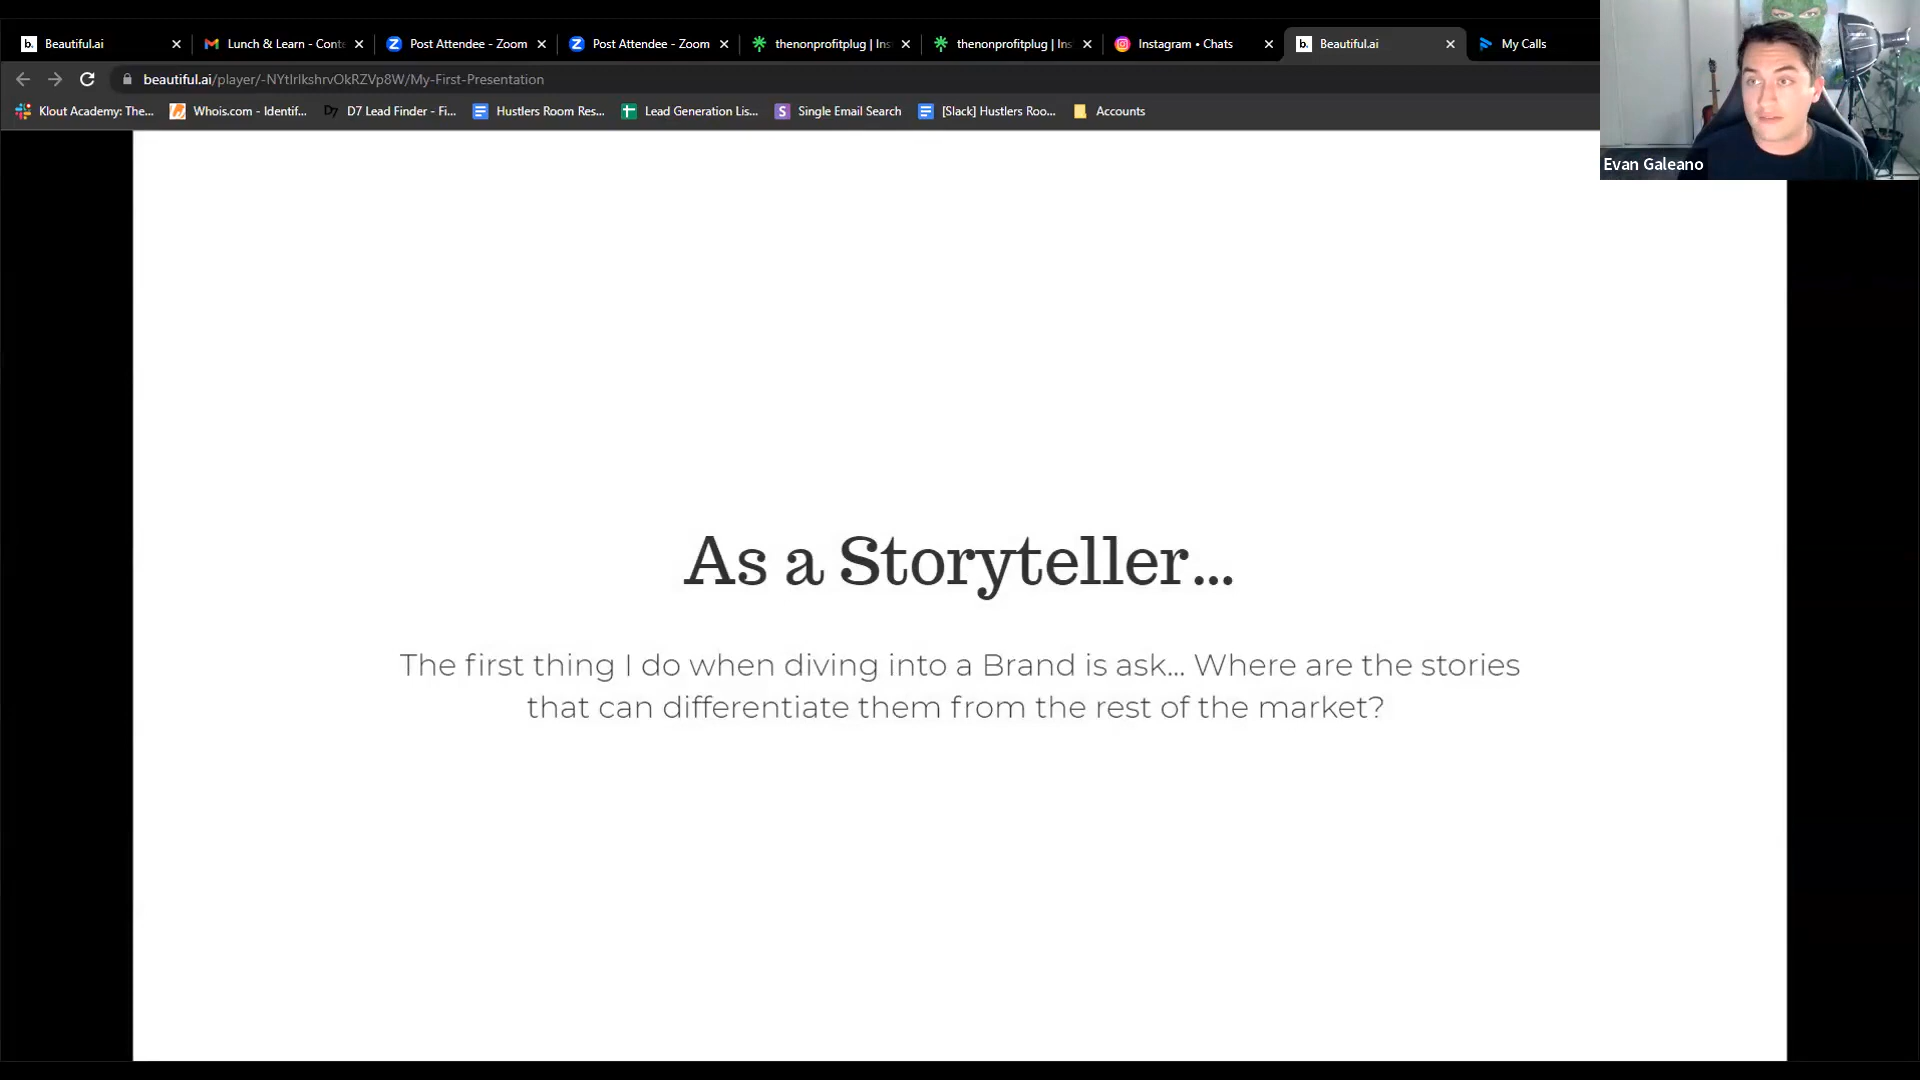 Beautiful.ai
Lunch & Learn - Conte
Post Attendee - Zoom
Post Attendee - Zoom
thenonprofitplug | Ins
thenonprofitplug | Ins
Instagram • Chats
Beautiful.ai
My Calls
beautiful.ai/player/-NYtlrlkshrvOkRZVp8W/My-First-Presentation
Klout Academy: The...
Whois.com - Identif...
D7 Lead Finder - Fi...
Hustlers Room Res...
Lead Generation Lis...
Single Email Search
[Slack] Hustlers Roo...
Accounts
Evan Galeano
As a Storyteller...
The first thing I do when diving into a Brand is ask... Where are the stories
that can differentiate them from the rest of the market?